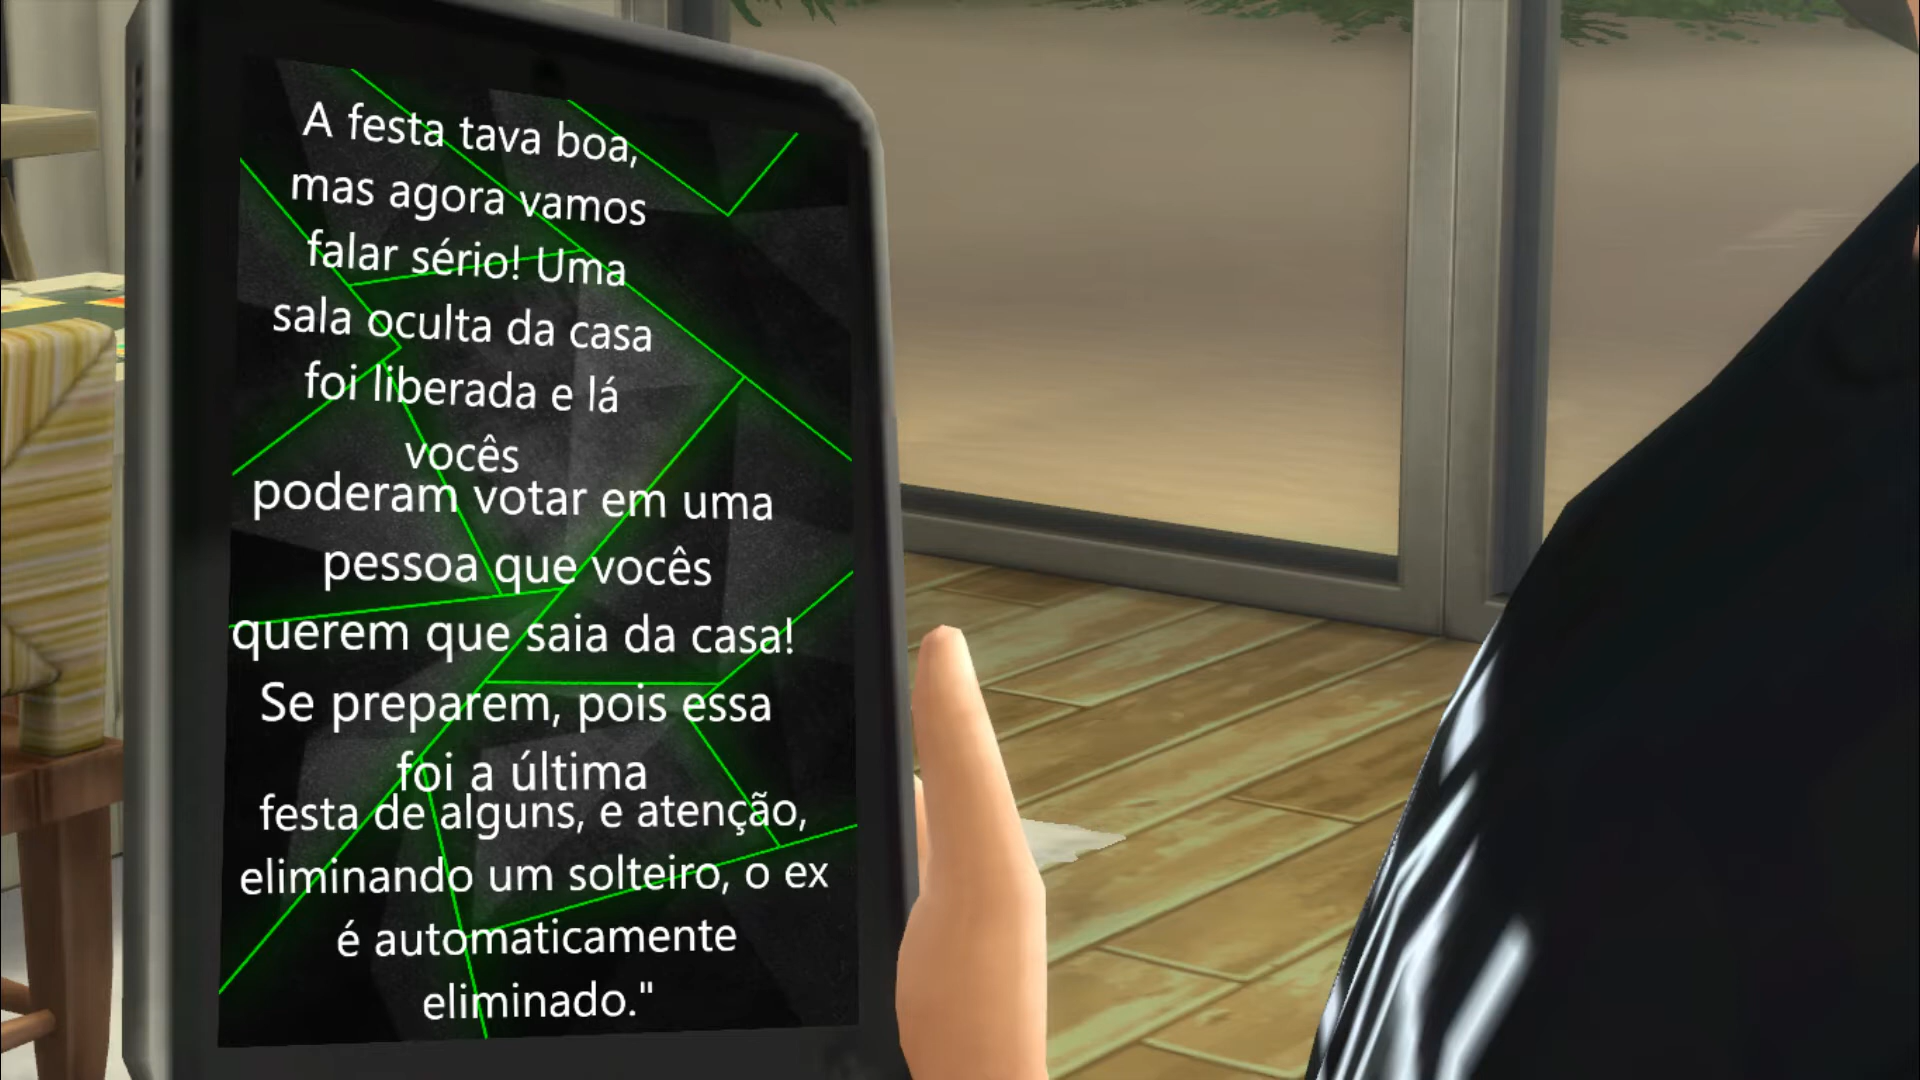 A festa tava boa,
mas agora vamos
falar sério! Uma
sala oculta da casa
foi liberada e lá
vocês
poderam votar em uma
pessoa que vocês
querem que saia da casa!
Se preparem, pois essa
foi a última
festa de alguns, e atenção,
eliminando um solteiro, o ex
é automaticamente
eliminado."